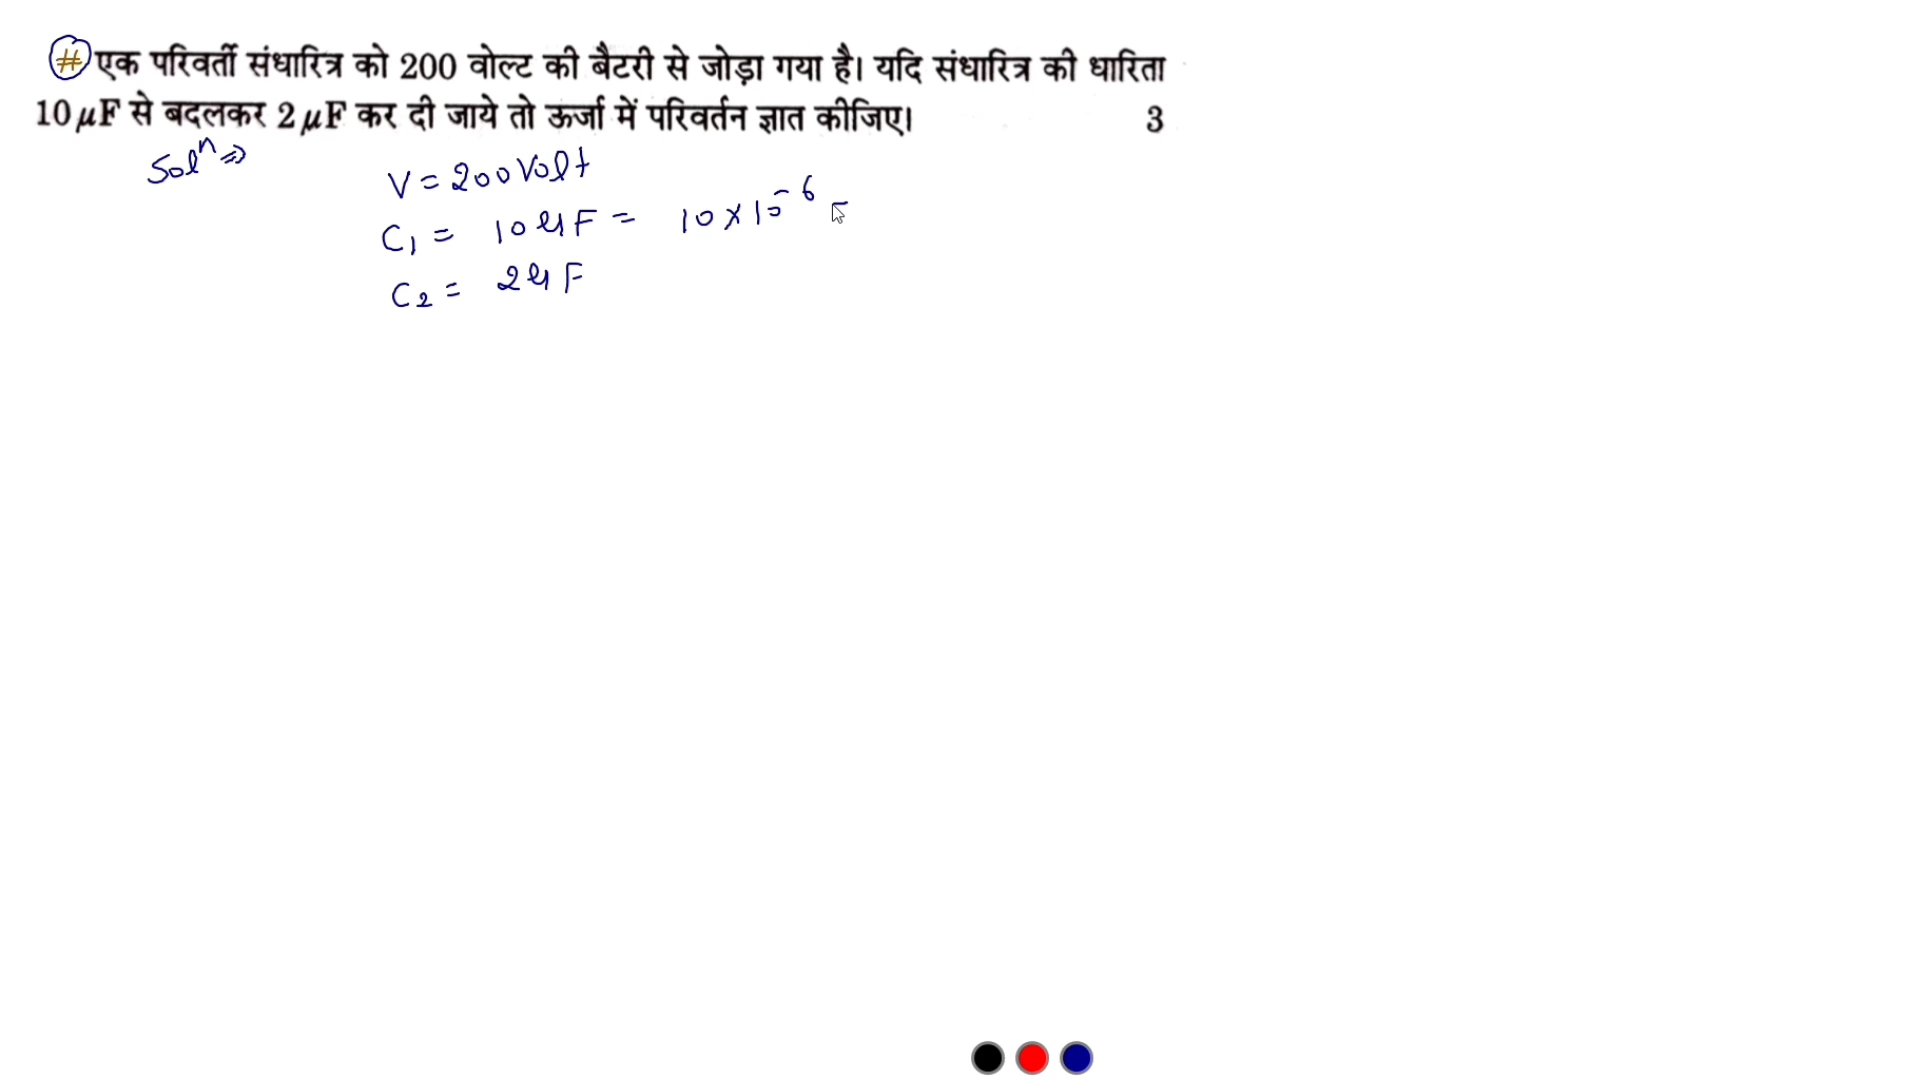 # एक परिवर्ती संधारित्र को 200 वोल्ट की बैटरी से जोड़ा गया है। यदि संधारित्र की धारिता
10 μF से बदलकर 2 μF कर दी जाये तो ऊर्जा में परिवर्तन ज्ञात कीजिए। 3
Solⁿ ⇒
V = 200 Volt
C₁ = 10 μF = 10 × 10⁻⁶
C₂ = 2 μF